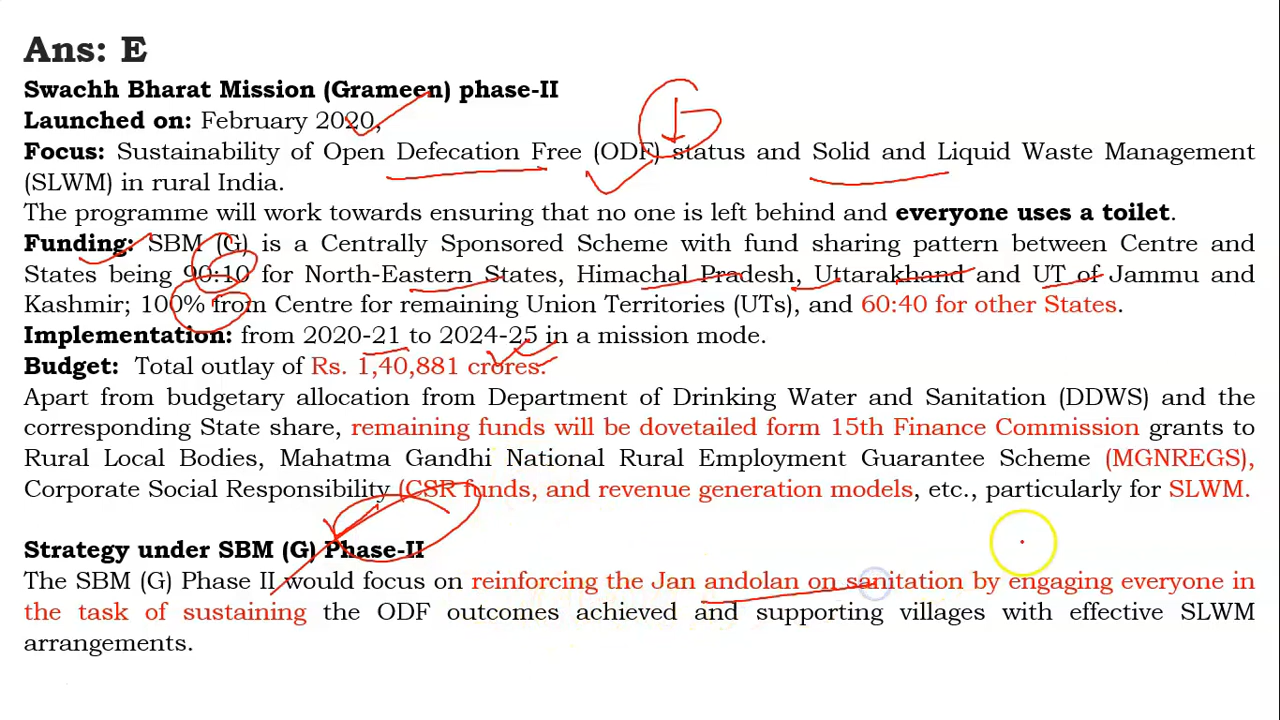 Ans: E
Swachh Bharat Mission (Grameen) phase-II
Launched on: February 2020,
Focus: Sustainability of Open Defecation Free (ODF) status and Solid and Liquid Waste Management
(SLWM) in rural India.
The programme will work towards ensuring that no one is left behind and everyone uses a toilet.
Funding: SBM (G) is a Centrally Sponsored Scheme with fund sharing pattern between Centre and
States being 90:10 for North-Eastern States, Himachal Pradesh, Uttarakhand and UT of Jammu and
Kashmir; 100% from Centre for remaining Union Territories (UTs), and 60:40 for other States.
Implementation: from 2020-21 to 2024-25 in a mission mode.
Budget: Total outlay of Rs. 1,40,881 crores.
Apart from budgetary allocation from Department of Drinking Water and Sanitation (DDWS) and the
corresponding State share, remaining funds will be dovetailed form 15th Finance Commission grants to
Rural Local Bodies, Mahatma Gandhi National Rural Employment Guarantee Scheme (MGNREGS),
Corporate Social Responsibility (CSR funds, and revenue generation models, etc., particularly for SLWM.
Strategy under SBM (G) Phase-II
The SBM (G) Phase II would focus on reinforcing the Jan andolan on sanitation by engaging everyone in
the task of sustaining the ODF outcomes achieved and supporting villages with effective SLWM
arrangements.